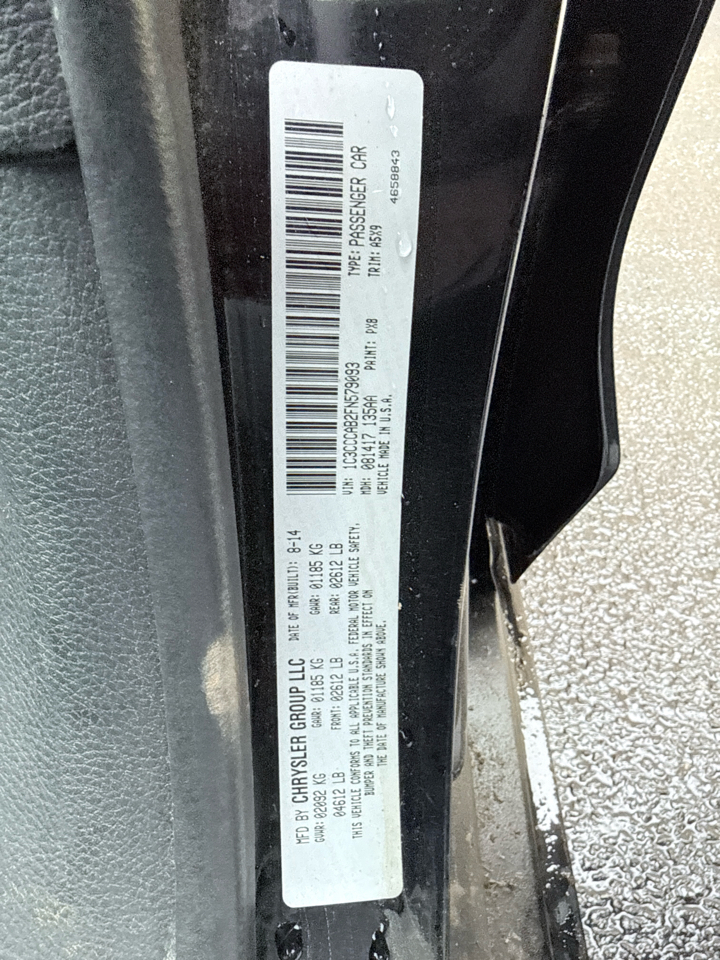 MFD BY CHRYSLER GROUP LLC DATE OF MFR(BUILT): 8-14
GVWR: 02092 KG GAWR: 01185 KG GAWR: 01185 KG
04612 LB FRONT: 02612 LB REAR: 02612 LB
THIS VEHICLE CONFORMS TO ALL APPLICABLE U.S.A. FEDERAL MOTOR VEHICLE SAFETY,
BUMPER AND THEFT PREVENTION STANDARDS IN EFFECT ON
THE DATE OF MANUFACTURE SHOWN ABOVE.
VIN: 1C3CCCAB2FN579093 TYPE: PASSENGER CAR
MDH: 081417 135AA PAINT: PX8 TRIM: A5X9
VEHICLE MADE IN U.S.A.
4658843